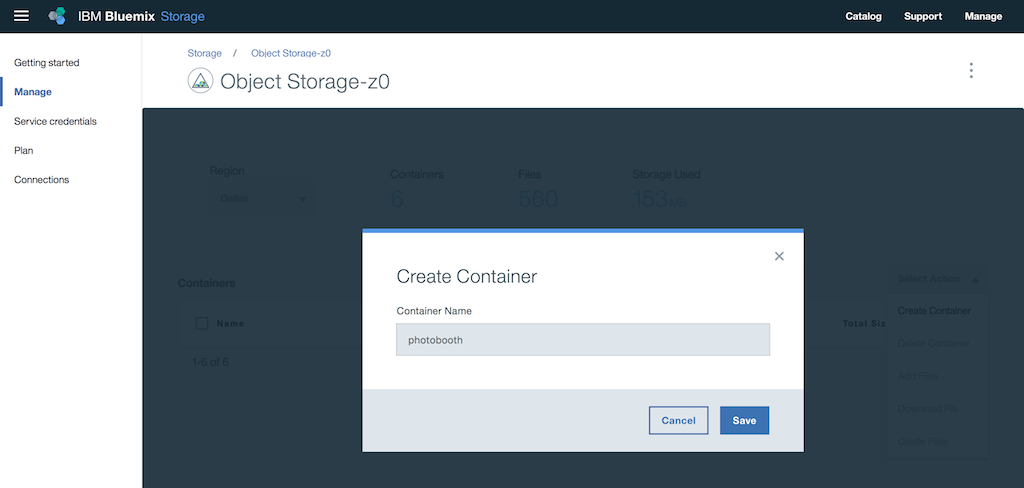 IBM Bluemix Storage
Catalog
Support
Manage
Getting started
Manage
Service credentials
Plan
Connections
Storage / Object Storage-z0
Object Storage-z0
Region
Containers
Files
Storage Used
Dallas
6
560
153 MB
Containers
Select Action
Name
Total Siz
1-6 of 6
Create Container
Delete Container
Add Files
Download File
Delete Files
Create Container
Container Name
photobooth
Cancel
Save